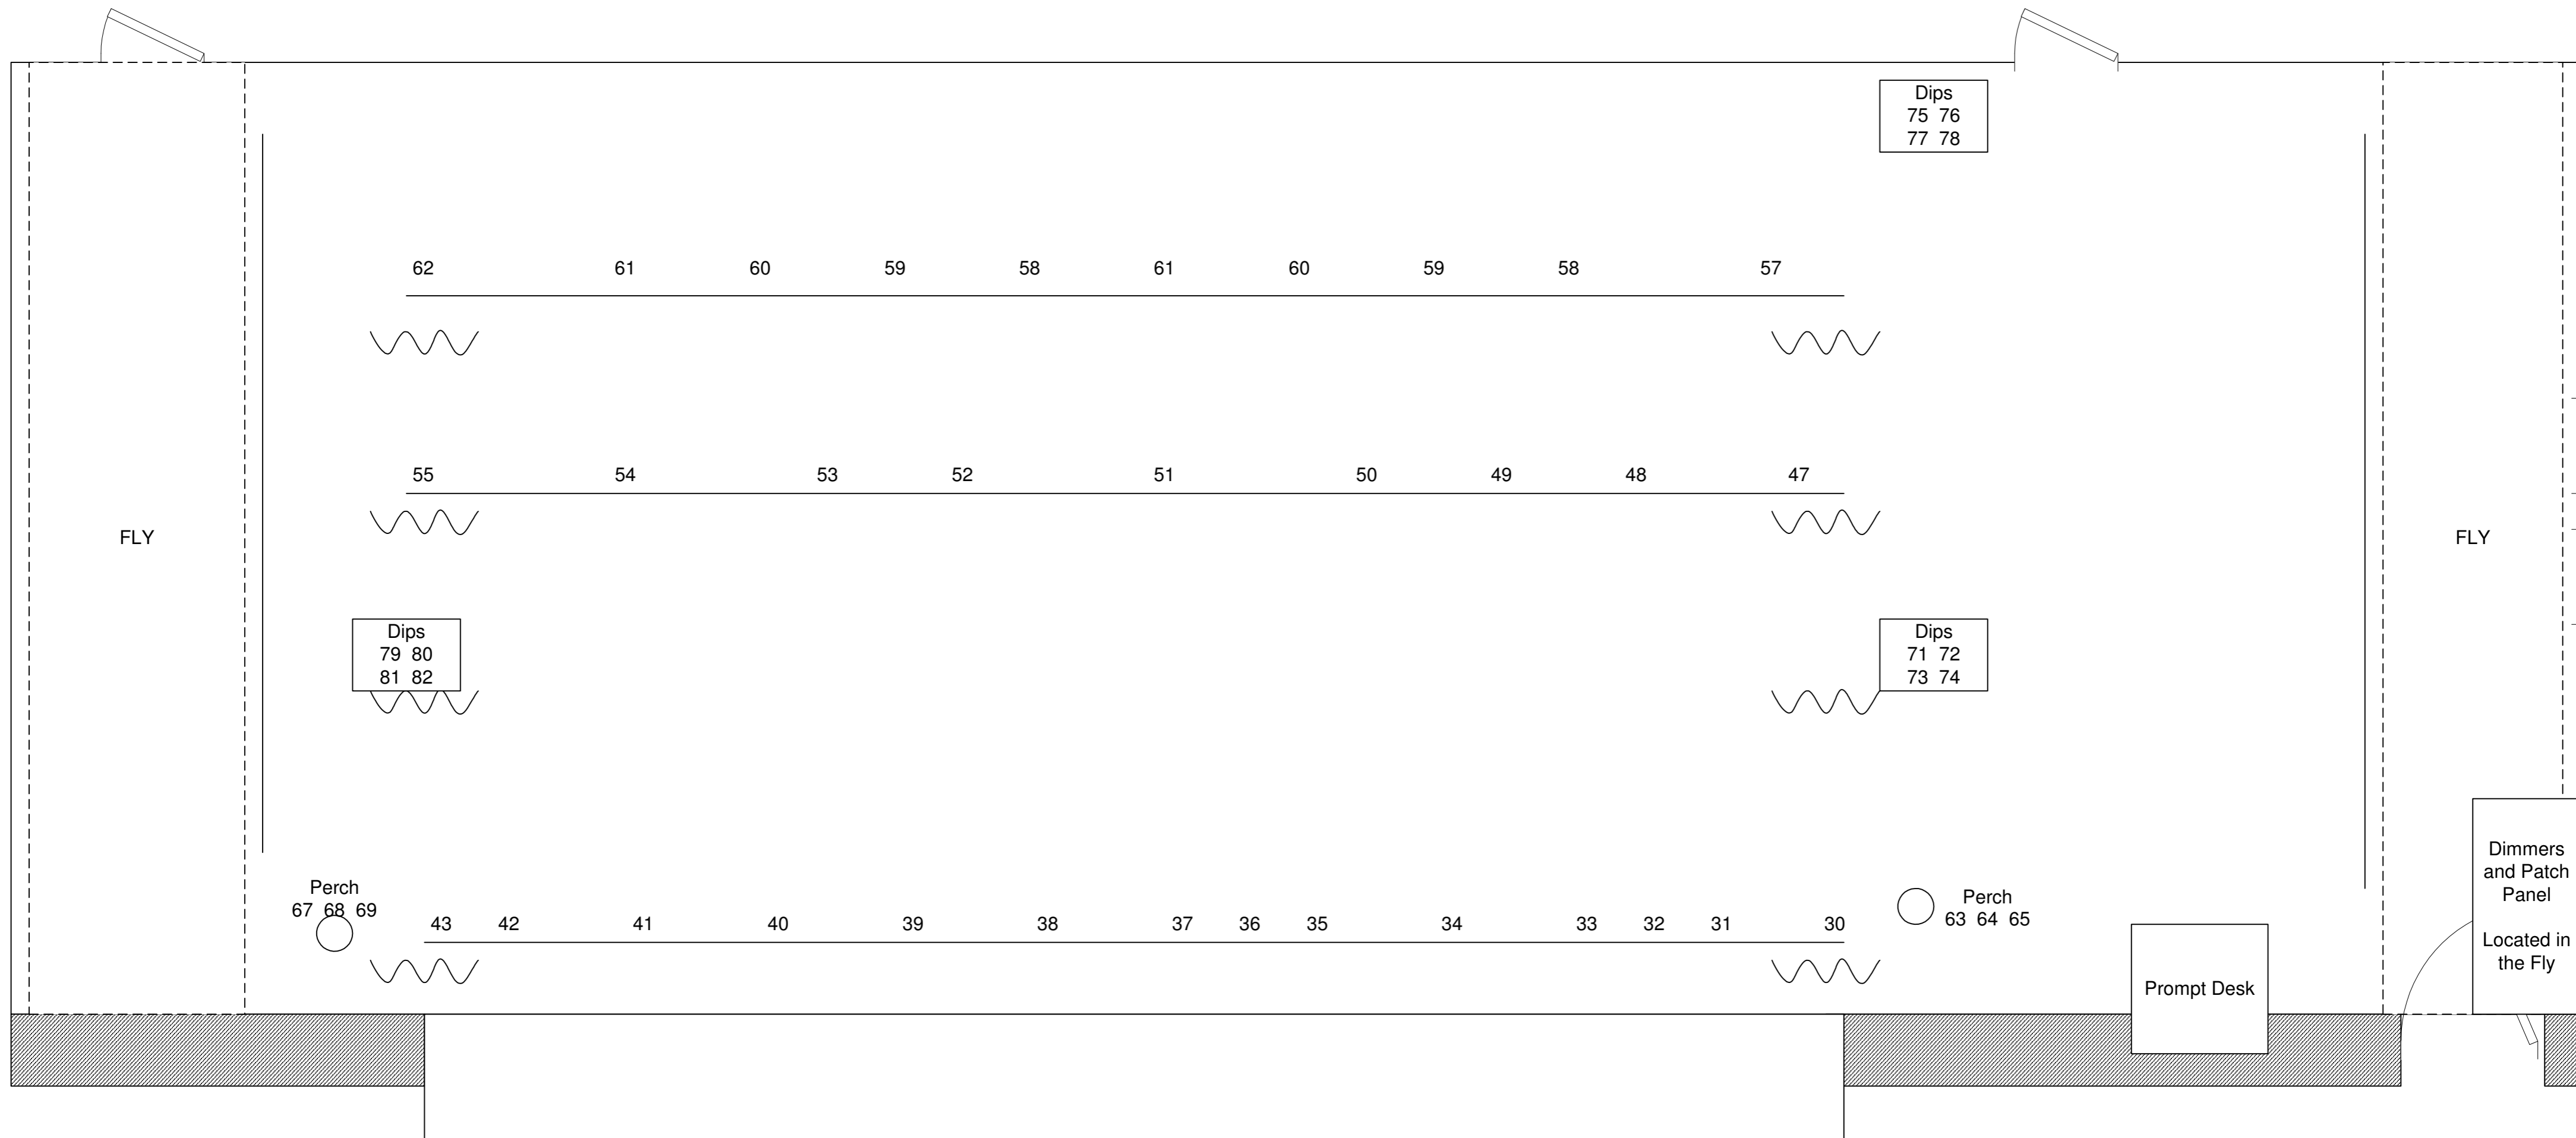 Dips
75 76
77 78
62 61 60 59 58 61 60 59 58 57
55 54 53 52 51 50 49 48 47
FLY
FLY
Dips
79 80
81 82
Dips
71 72
73 74
Perch
67 68 69
43 42 41 40 39 38 37 36 35 34 33 32 31 30
Perch
63 64 65
Prompt Desk
Dimmers
and Patch
Panel
Located in
the Fly